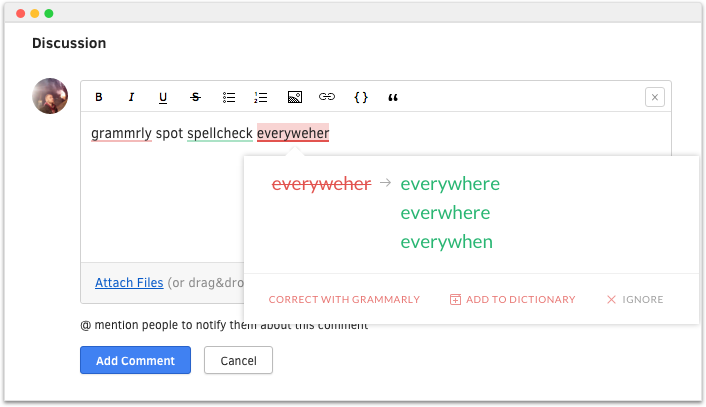 Discussion
B I U S { } “
grammrly spot spellcheck everyweher
everyweher → everywhere
everwhere
everywhen
Attach Files (or drag&dro
CORRECT WITH GRAMMARLY ADD TO DICTIONARY IGNORE
@ mention people to notify them about this comment
Add Comment Cancel